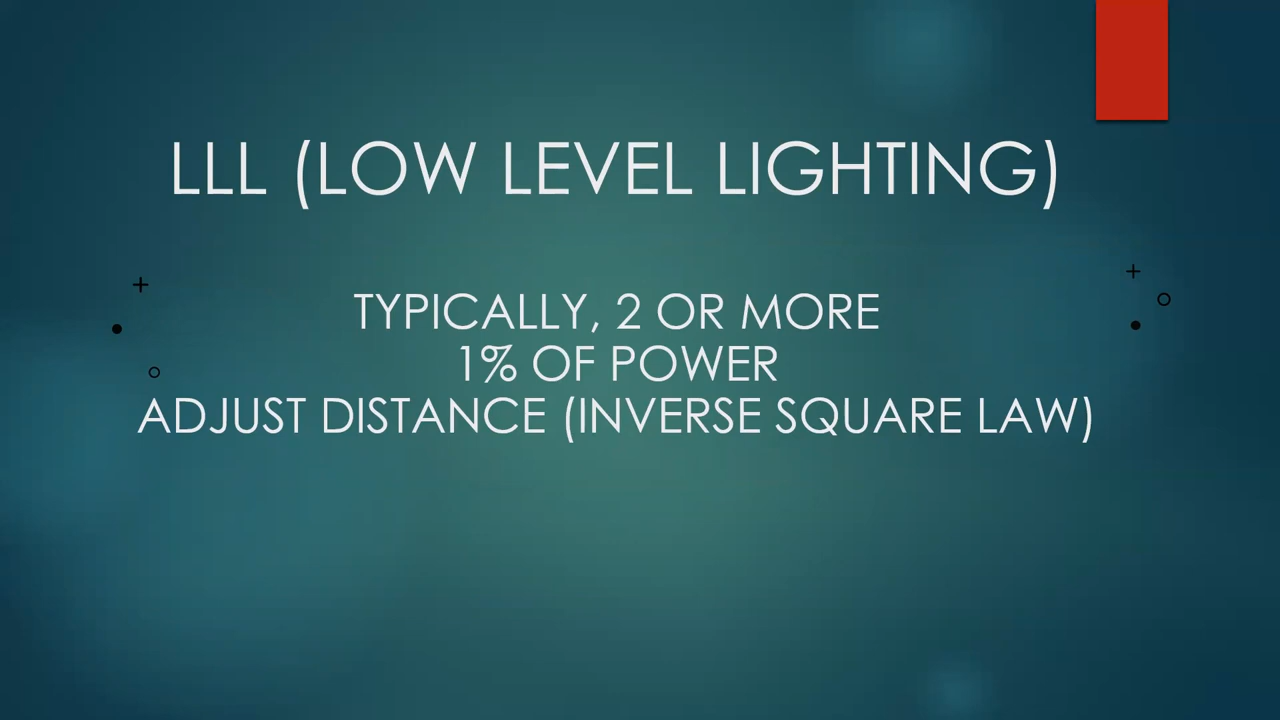 LLL (LOW LEVEL LIGHTING)
TYPICALLY, 2 OR MORE
1% OF POWER
ADJUST DISTANCE (INVERSE SQUARE LAW)